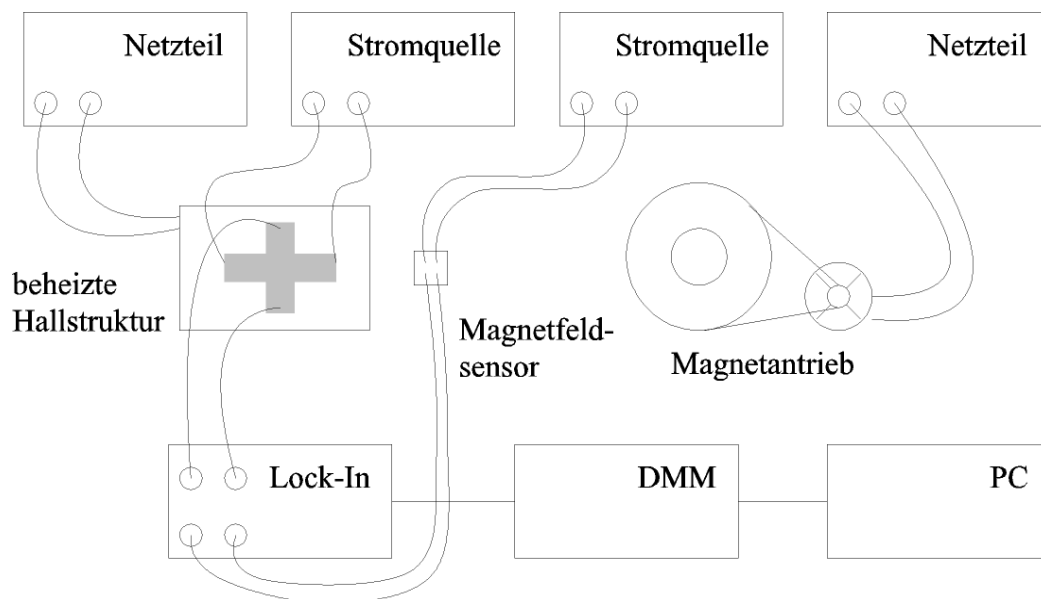 Netzteil
Stromquelle
Stromquelle
Netzteil
beheizte
Hallstruktur
Magnetfeld-
sensor
Magnetantrieb
Lock-In
DMM
PC